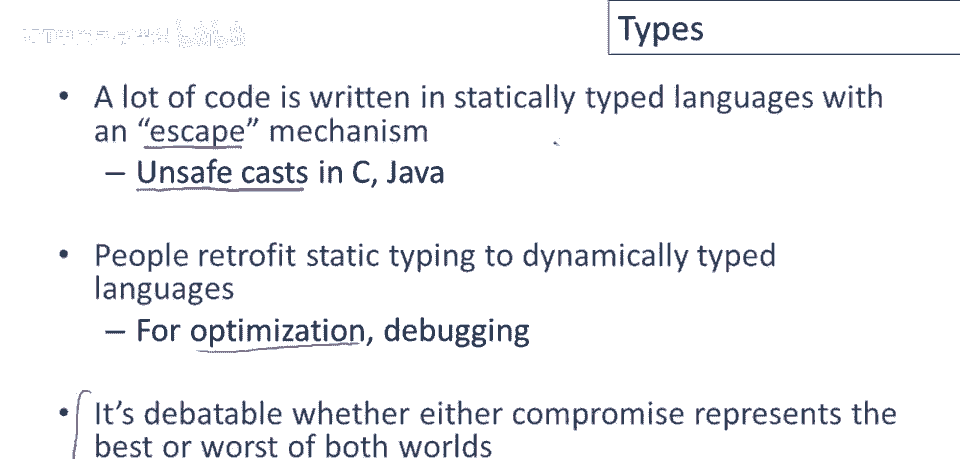 Types
• A lot of code is written in statically typed languages with
an “escape” mechanism
– Unsafe casts in C, Java
• People retrofit static typing to dynamically typed
languages
– For optimization, debugging
• It’s debatable whether either compromise represents the
best or worst of both worlds